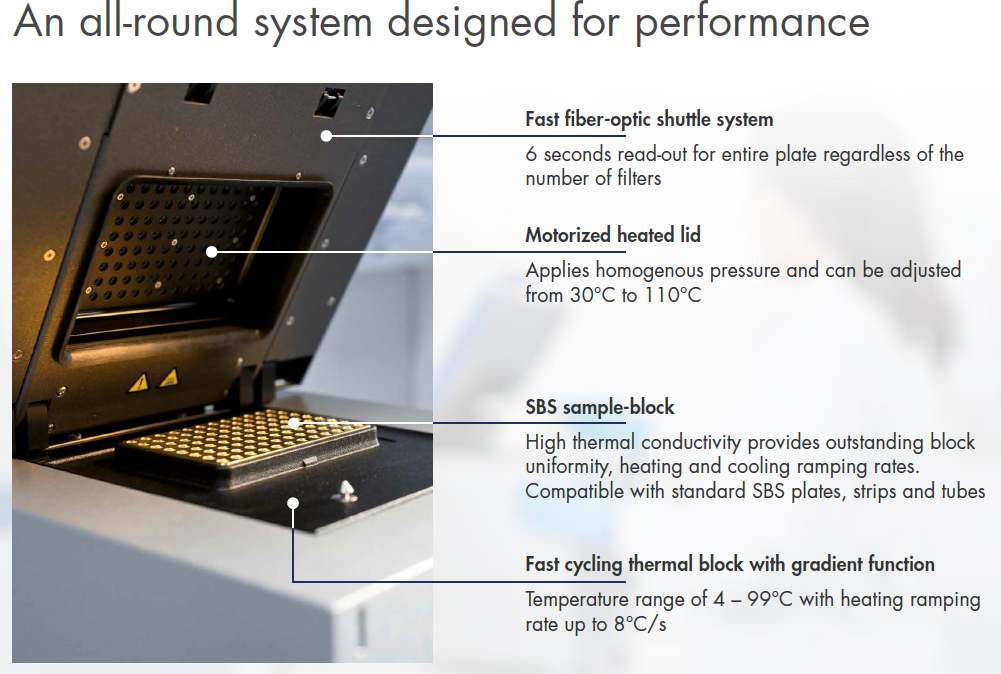 An all-round system designed for performance
Fast fiber-optic shuttle system
6 seconds read-out for entire plate regardless of the
number of filters
Motorized heated lid
Applies homogenous pressure and can be adjusted
from 30°C to 110°C
SBS sample-block
High thermal conductivity provides outstanding block
uniformity, heating and cooling ramping rates.
Compatible with standard SBS plates, strips and tubes
Fast cycling thermal block with gradient function
Temperature range of 4 – 99°C with heating ramping
rate up to 8°C/s